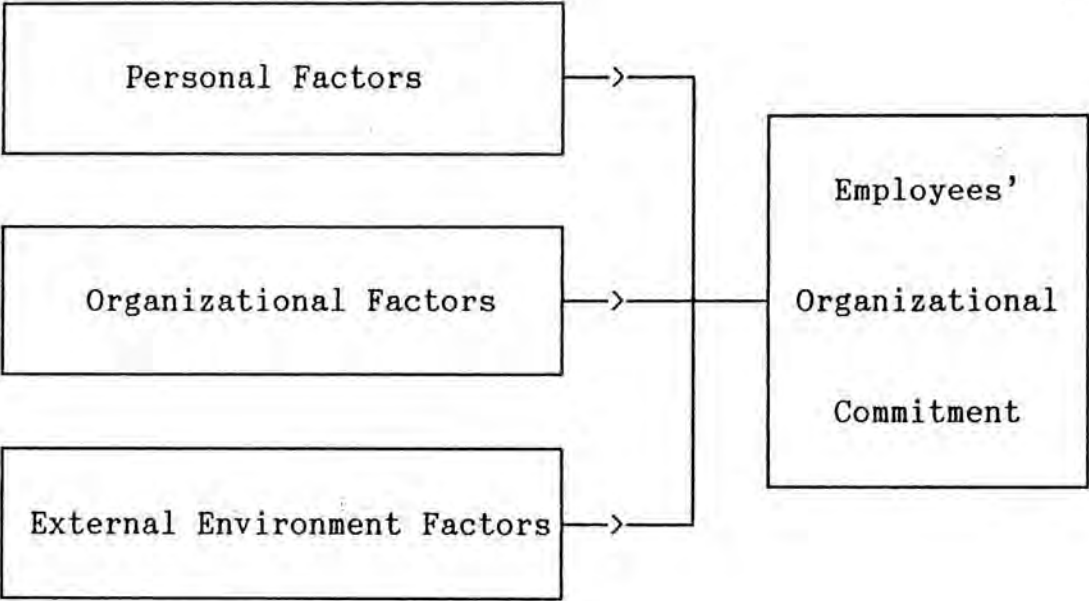 Personal Factors
Organizational Factors
External Environment Factors
Employees'
Organizational
Commitment